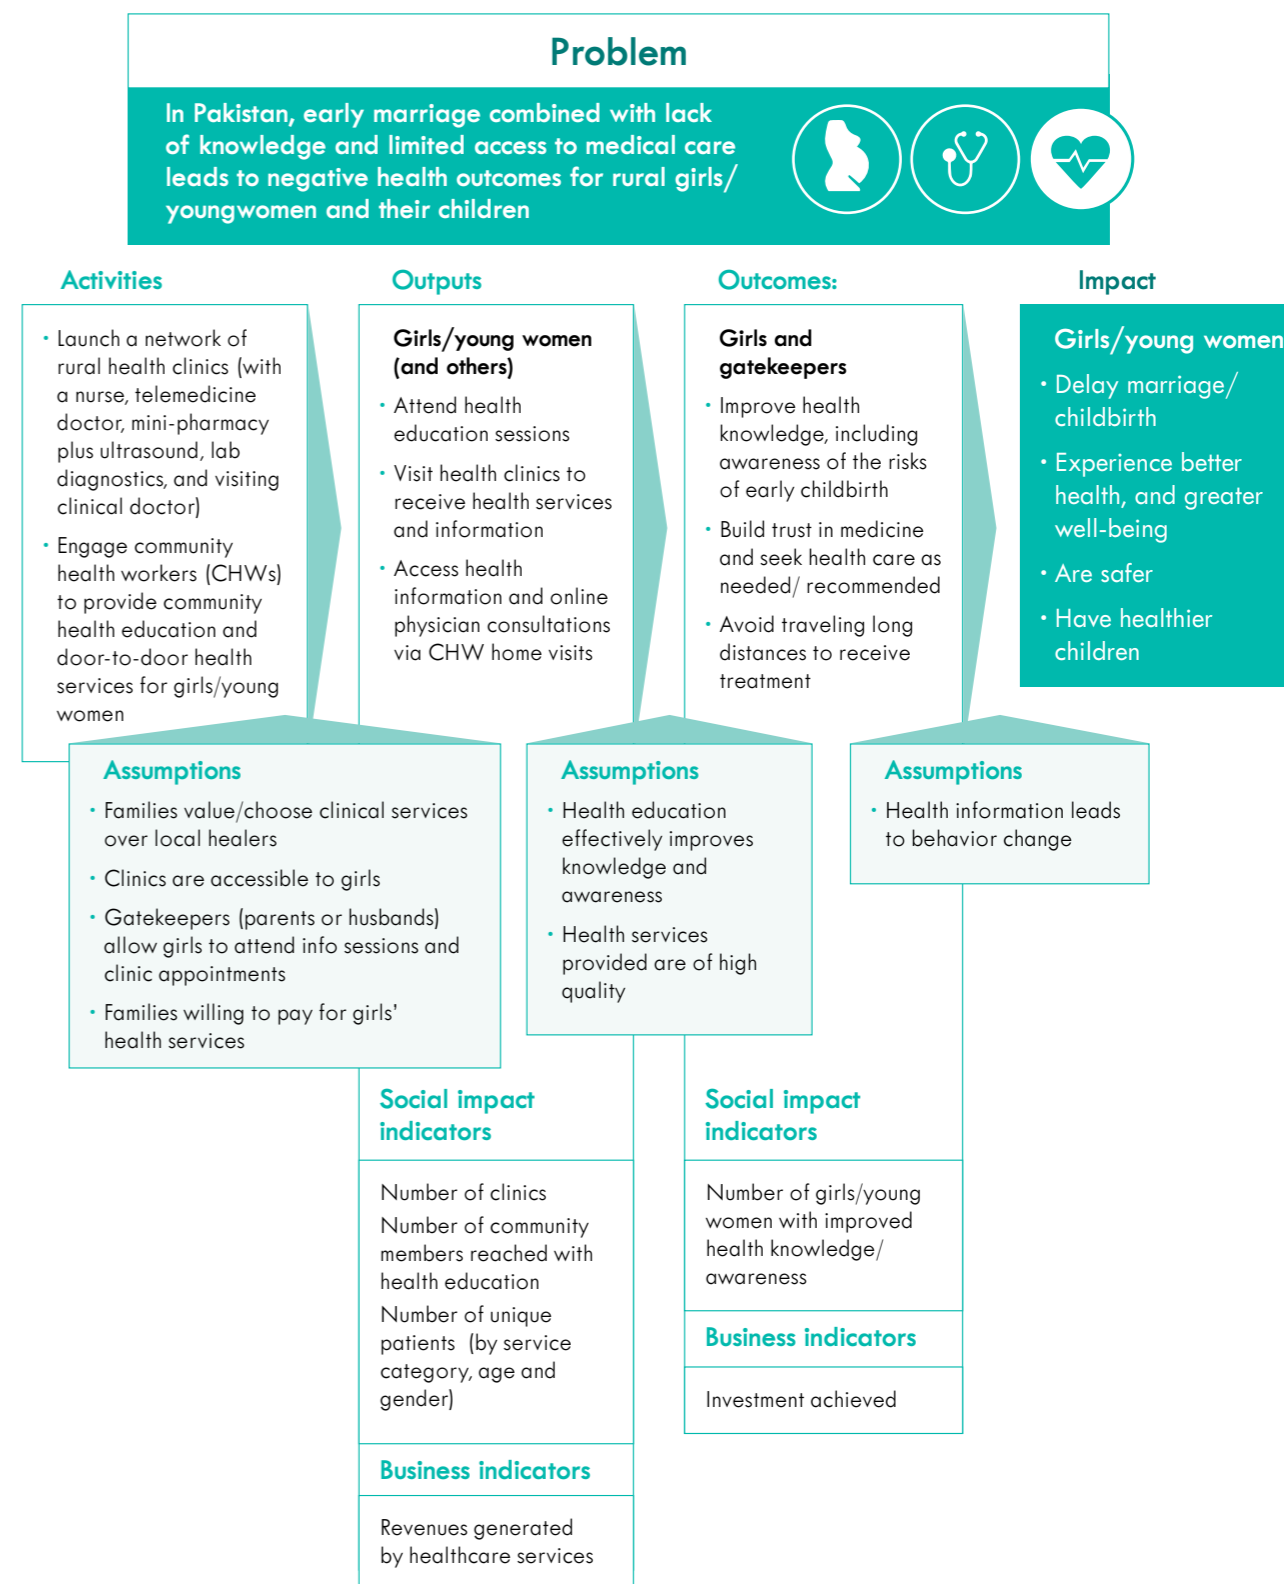 Problem
In Pakistan, early marriage combined with lack
of knowledge and limited access to medical care
leads to negative health outcomes for rural girls/
youngwomen and their children
Activities
• Launch a network of
rural health clinics (with
a nurse, telemedicine
doctor, mini-pharmacy
plus ultrasound, lab
diagnostics, and visiting
clinical doctor)
• Engage community
health workers (CHWs)
to provide community
health education and
door-to-door health
services for girls/young
women
Outputs
Girls/young women
(and others)
• Attend health
education sessions
• Visit health clinics to
receive health services
and information
• Access health
information and online
physician consultations
via CHW home visits
Outcomes:
Girls and
gatekeepers
• Improve health
knowledge, including
awareness of the risks
of early childbirth
• Build trust in medicine
and seek health care as
needed/ recommended
• Avoid traveling long
distances to receive
treatment
Impact
Girls/young women
• Delay marriage/
childbirth
• Experience better
health, and greater
well-being
• Are safer
• Have healthier
children
Assumptions
• Families value/choose clinical services
over local healers
• Clinics are accessible to girls
• Gatekeepers (parents or husbands)
allow girls to attend info sessions and
clinic appointments
• Families willing to pay for girls’
health services
Assumptions
• Health education
effectively improves
knowledge and
awareness
• Health services
provided are of high
quality
Assumptions
• Health information leads
to behavior change
Social impact
indicators
Number of clinics
Number of community
members reached with
health education
Number of unique
patients (by service
category, age and
gender)
Business indicators
Revenues generated
by healthcare services
Social impact
indicators
Number of girls/young
women with improved
health knowledge/
awareness
Business indicators
Investment achieved